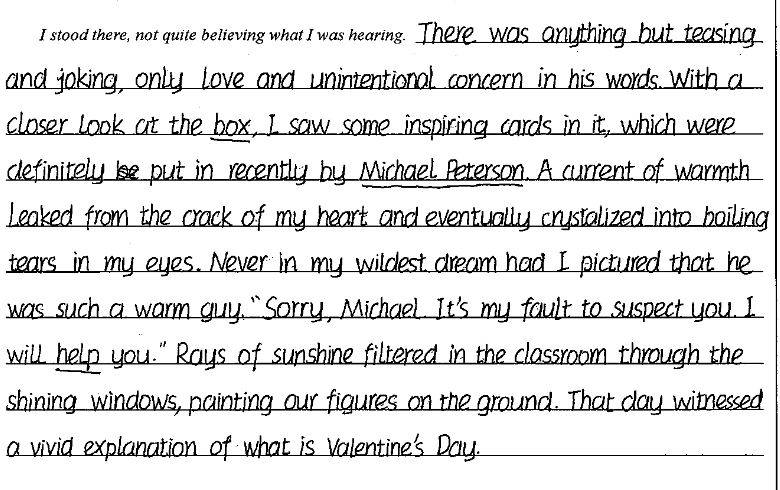 I stood there, not quite believing what I was hearing. There was anything but teasing
and joking, only love and unintentional concern in his words. With a
closer look at the box, I saw some inspiring cards in it, which were
definitely be put in recently by Michael Peterson. A current of warmth
leaked from the crack of my heart and eventually crystalized into boiling
tears in my eyes. Never in my wildest dream had I pictured that he
was such a warm guy. "Sorry, Michael. It's my fault to suspect you. I
will help you." Rays of sunshine filtered in the classroom through the
shining windows, painting our figures on the ground. That day witnessed
a vivid explanation of what is Valentine's Day.